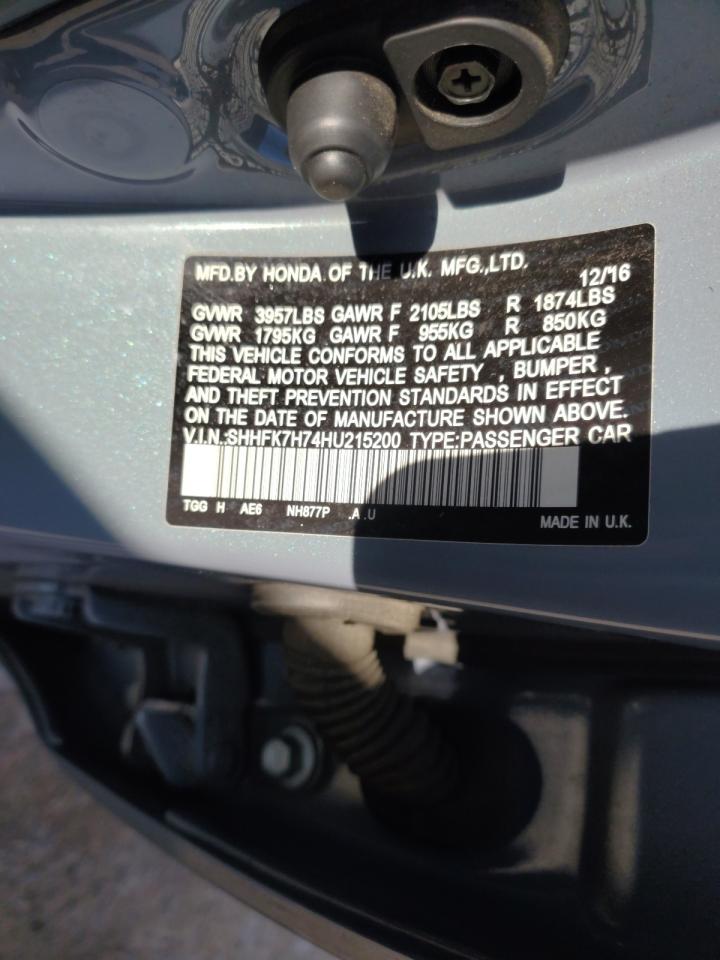 MFD.BY HONDA OF THE U.K. MFG.,LTD.
12/16
GVWR 3957LBS GAWR F 2105LBS R 1874LBS
GVWR 1795KG GAWR F 955KG R 850KG
THIS VEHICLE CONFORMS TO ALL APPLICABLE
FEDERAL MOTOR VEHICLE SAFETY , BUMPER ,
AND THEFT PREVENTION STANDARDS IN EFFECT
ON THE DATE OF MANUFACTURE SHOWN ABOVE.
V.I.N.:SHHFK7H74HU215200 TYPE:PASSENGER CAR
TGG H AE6 NH877P .A .U
MADE IN U.K.